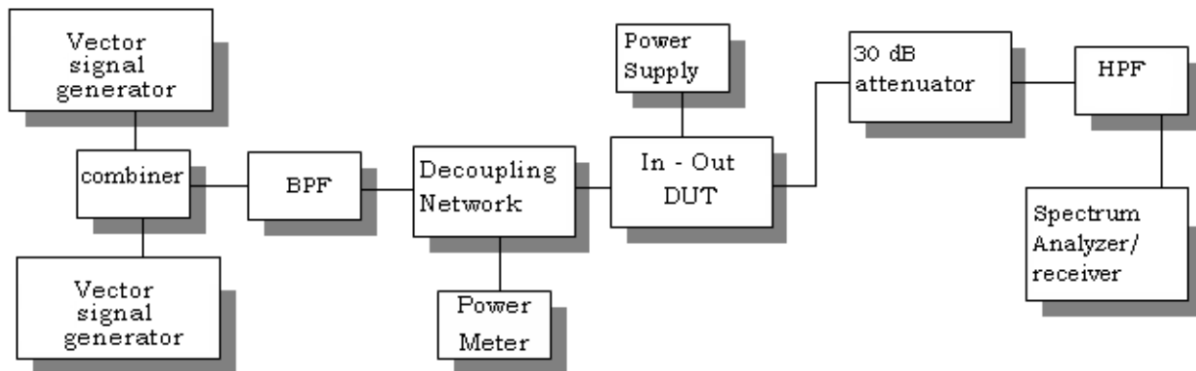 Vector
signal
generator
combiner
Vector
signal
generator
BPF
Decoupling
Network
Power
Meter
Power
Supply
In - Out
DUT
30 dB
attenuator
HPF
Spectrum
Analyzer/
receiver